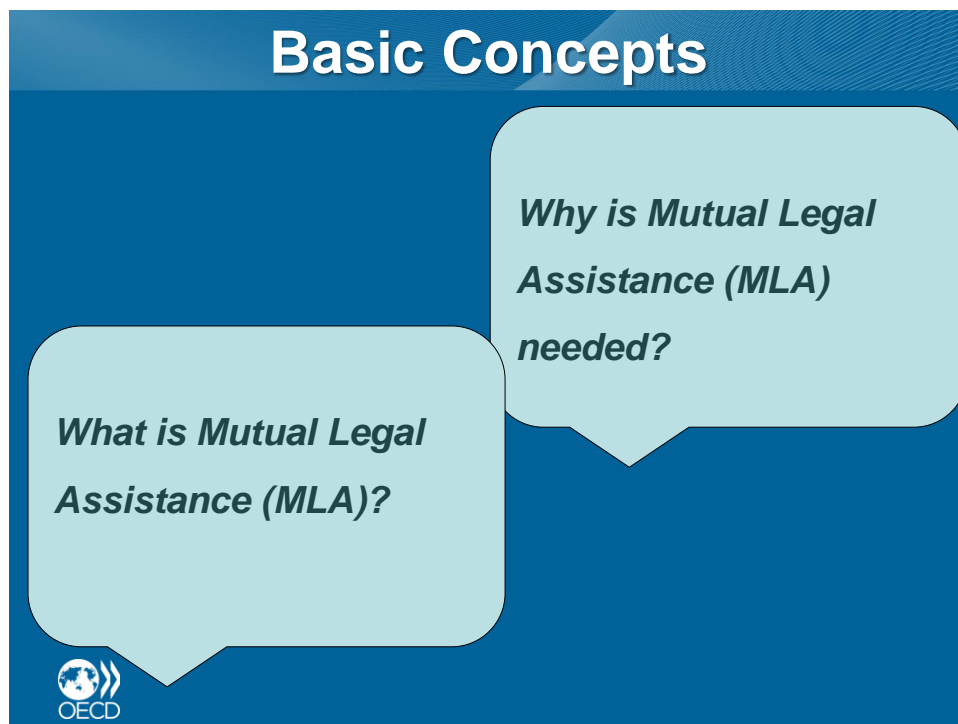 Basic Concepts
Why is Mutual Legal
Assistance (MLA)
needed?
What is Mutual Legal
Assistance (MLA)?
OECD